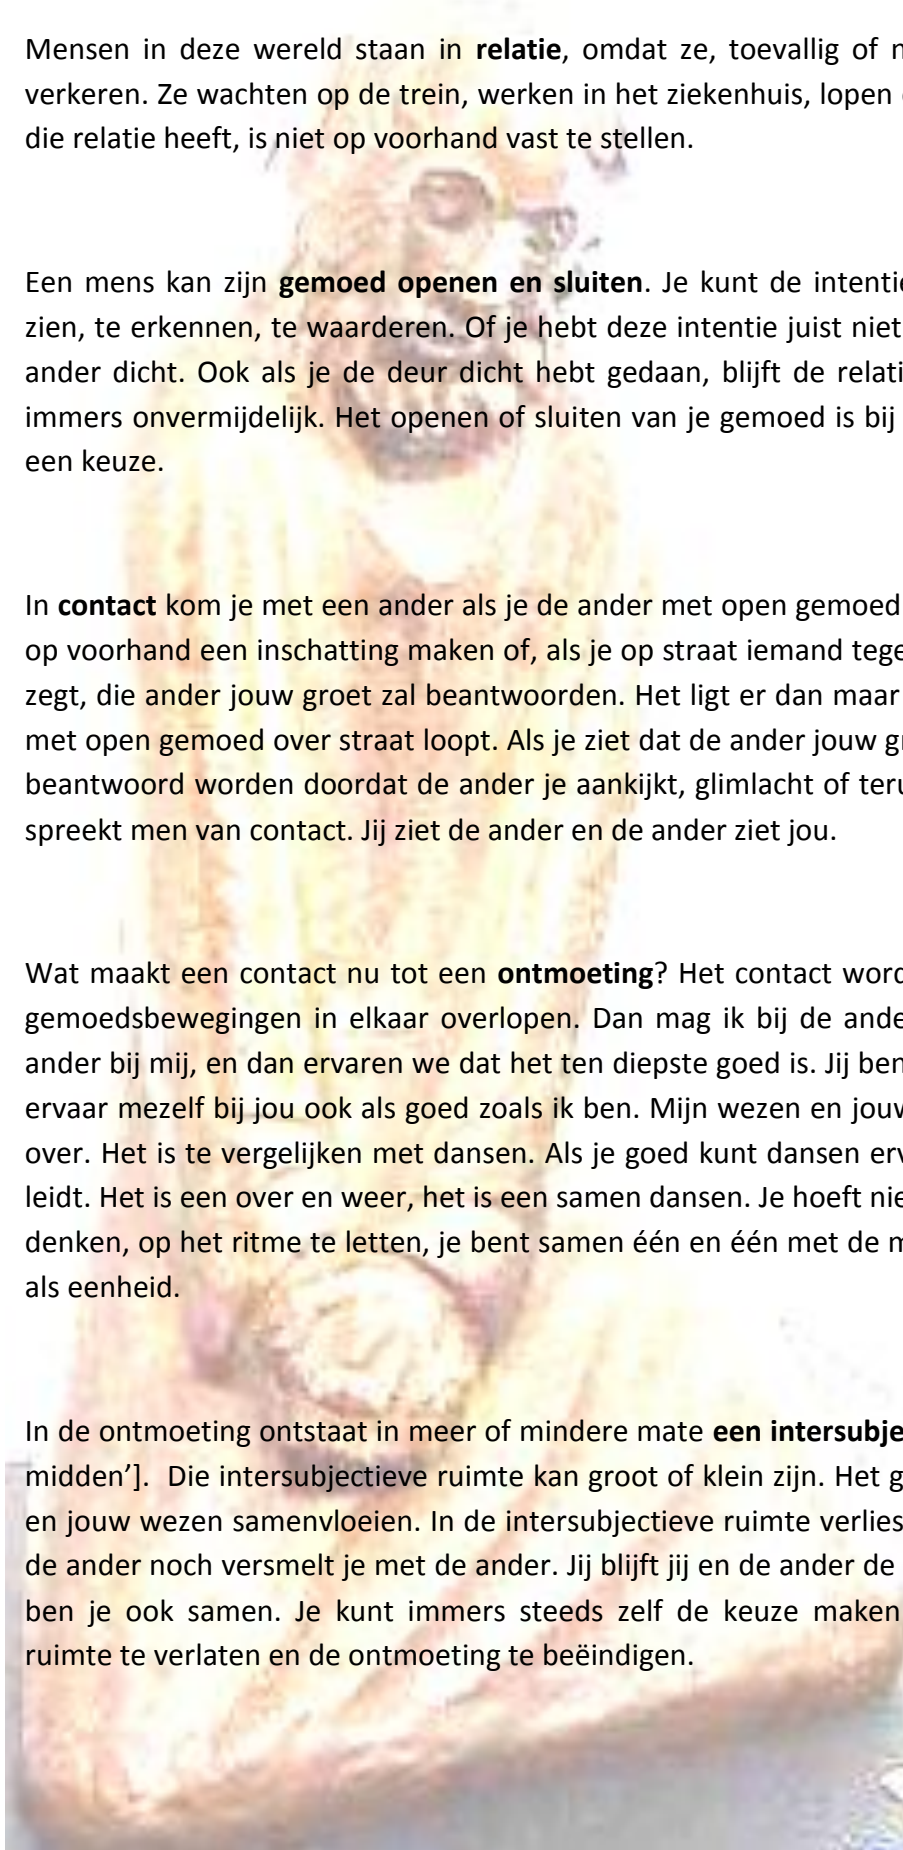 Mensen in deze wereld staan in relatie, omdat ze, toevallig of
verkeren. Ze wachten op de trein, werken in het ziekenhuis, lopen
die relatie heeft, is niet op voorhand vast te stellen.
Een mens kan zijn gemoed openen en sluiten. Je kunt de intentie
zien, te erkennen, te waarderen. Of je hebt deze intentie juist niet
ander dicht. Ook als je de deur dicht hebt gedaan, blijft de
immers onvermijdelijk. Het openen of sluiten van je gemoed is bij
een keuze.
In contact kom je met een ander als je de ander met open gemoed
op voorhand een inschatting maken of, als je op straat iemand
zegt, die ander jouw groet zal beantwoorden. Het ligt er dan maar
met open gemoed over straat loopt. Als je ziet dat de ander jouw
beantwoord worden doordat de ander je aankijkt, glimlacht of
spreekt men van contact. Jij ziet de ander en de ander ziet jou.
Wat maakt een contact nu tot een ontmoeting? Het contact
gemoedsbewegingen in elkaar overlopen. Dan mag ik bij de
ander bij mij, en dan ervaren we dat het ten diepste goed is. Jij
ervaar mezelf bij jou ook als goed zoals ik ben. Mijn wezen en
over. Het is te vergelijken met dansen. Als je goed kunt dansen
leidt. Het is een over en weer, het is een samen dansen. Je hoeft
denken, op het ritme te letten, je bent samen één en één met de
als eenheid.
In de ontmoeting ontstaat in meer of mindere mate een
midden']. Die intersubjectieve ruimte kan groot of klein zijn. Het
en jouw wezen samenvloeien. In de intersubjectieve ruimte
de ander noch versmelt je met de ander. Jij blijft jij en de ander de
ben je ook samen. Je kunt immers steeds zelf de keuze maken
ruimte te verlaten en de ontmoeting te beëindigen.